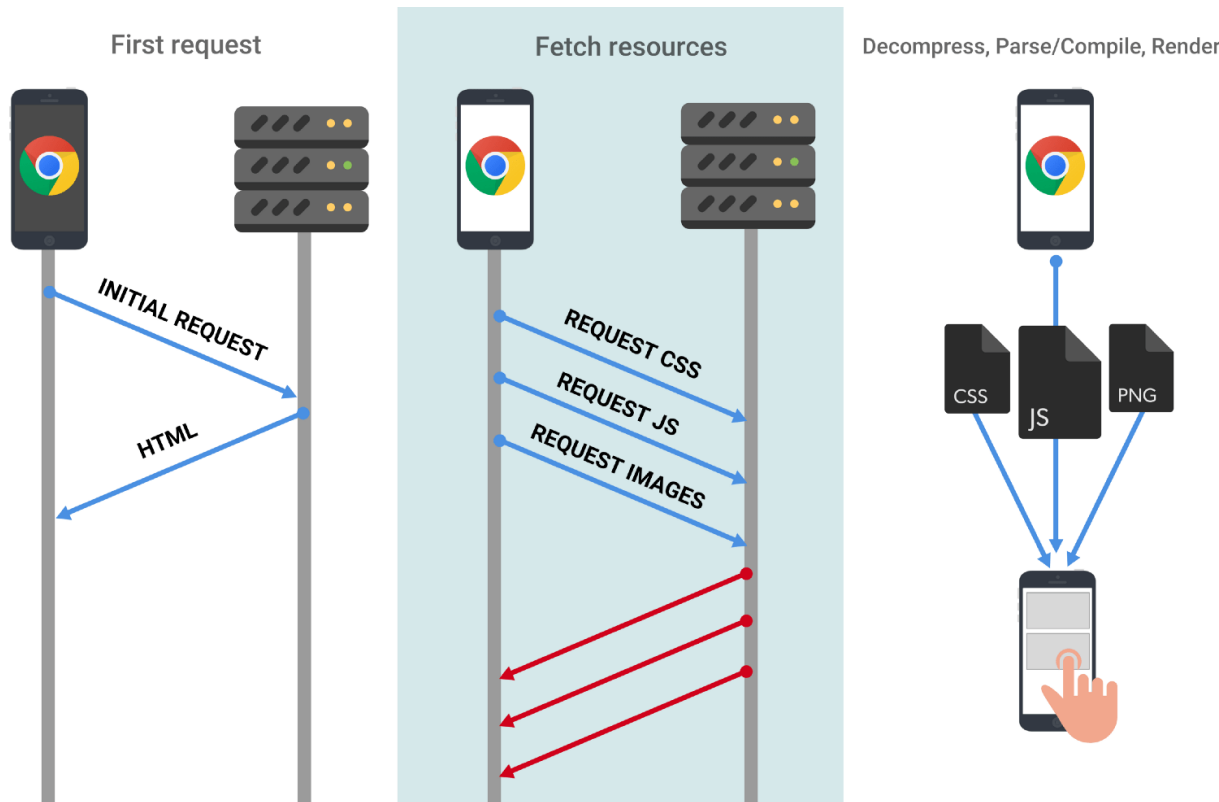 First request
Fetch resources
Decompress, Parse/Compile, Render
INITIAL REQUEST
HTML
REQUEST CSS
REQUEST JS
REQUEST IMAGES
CSS
JS
PNG